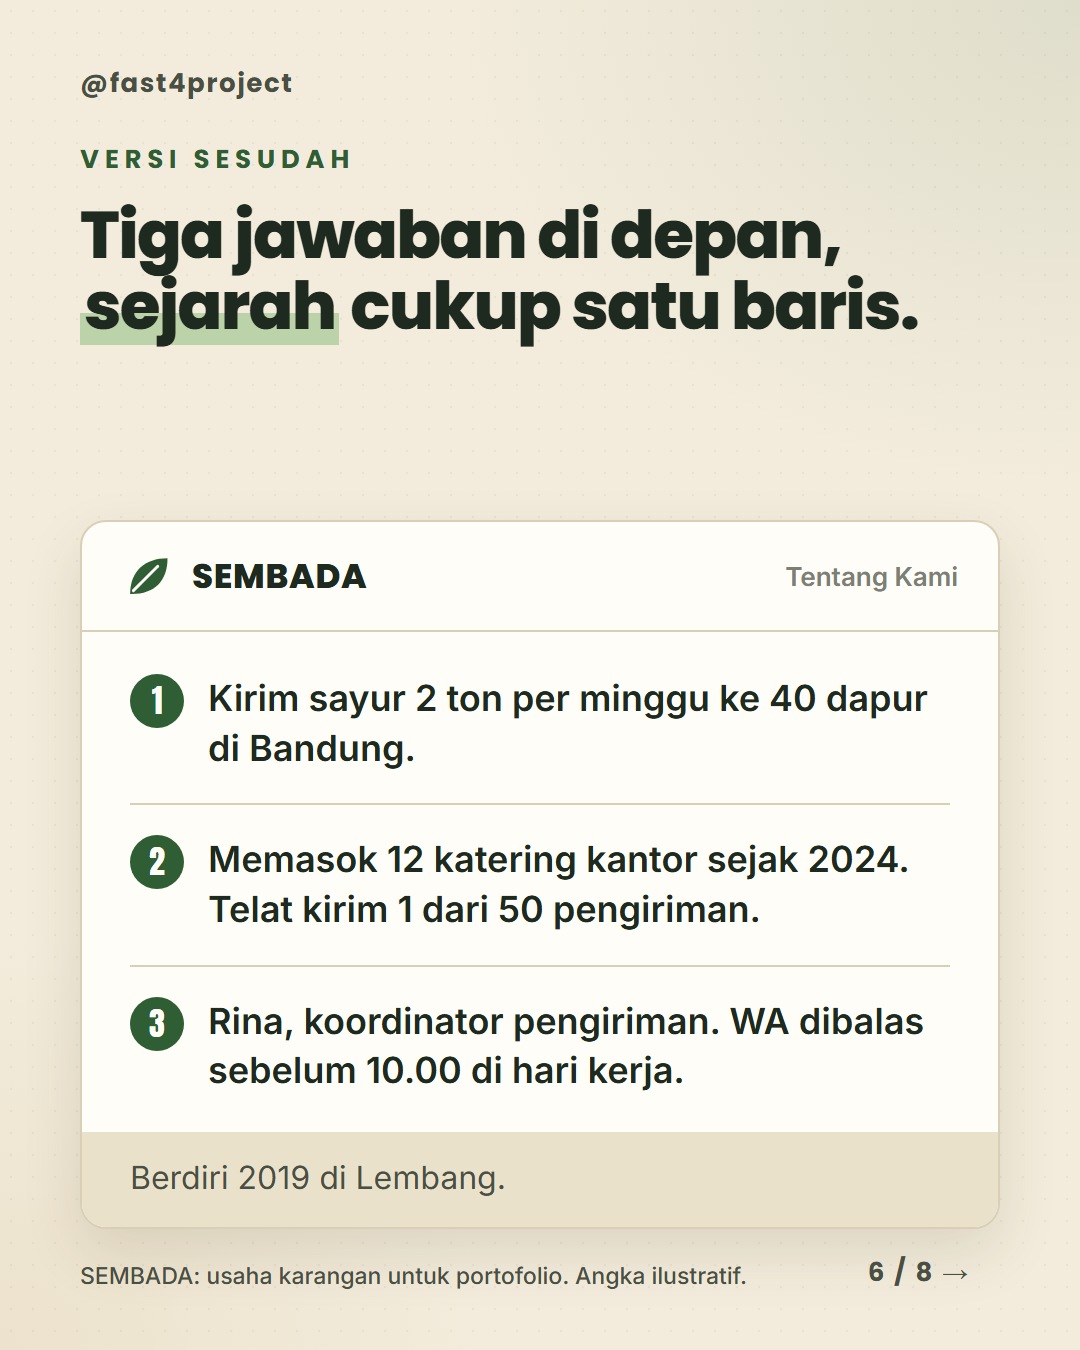 @fast4project
VERSI SESUDAH
Tiga jawaban di depan,
sejarah cukup satu baris.
SEMBADA
Tentang Kami
1 Kirim sayur 2 ton per minggu ke 40 dapur
di Bandung.
2 Memasok 12 katering kantor sejak 2024.
Telat kirim 1 dari 50 pengiriman.
3 Rina, koordinator pengiriman. WA dibalas
sebelum 10.00 di hari kerja.
Berdiri 2019 di Lembang.
SEMBADA: usaha karangan untuk portofolio. Angka ilustratif.
6 / 8 →